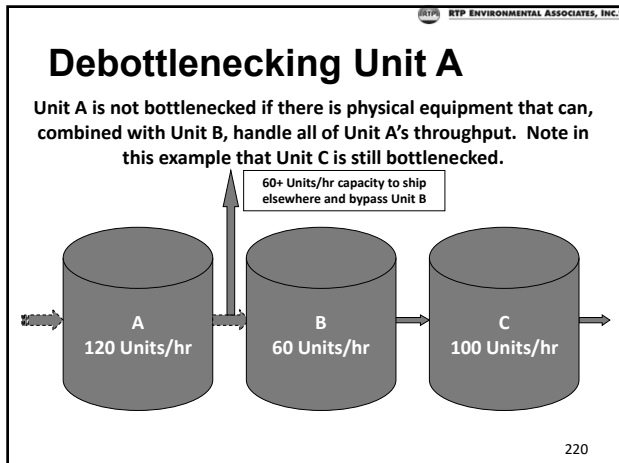 RTP ENVIRONMENTAL ASSOCIATES, INC.
Debottlenecking Unit A
Unit A is not bottlenecked if there is physical equipment that can,
combined with Unit B, handle all of Unit A's throughput. Note in
this example that Unit C is still bottlenecked.
60+ Units/hr capacity to ship
elsewhere and bypass Unit B
A
120 Units/hr
B
60 Units/hr
C
100 Units/hr
220